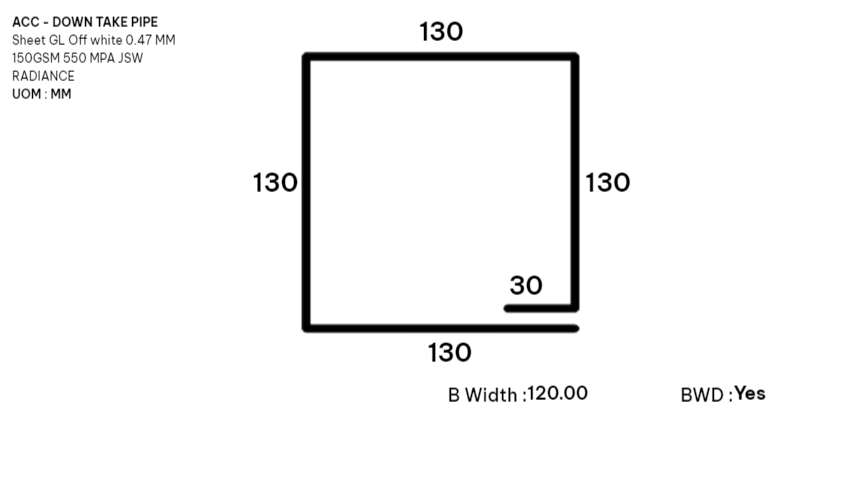 ACC - DOWN TAKE PIPE
Sheet GL Off white 0.47 MM
150GSM 550 MPA JSW
RADIANCE
UOM : MM
130
130
130
30
130
B Width :120.00
BWD :Yes